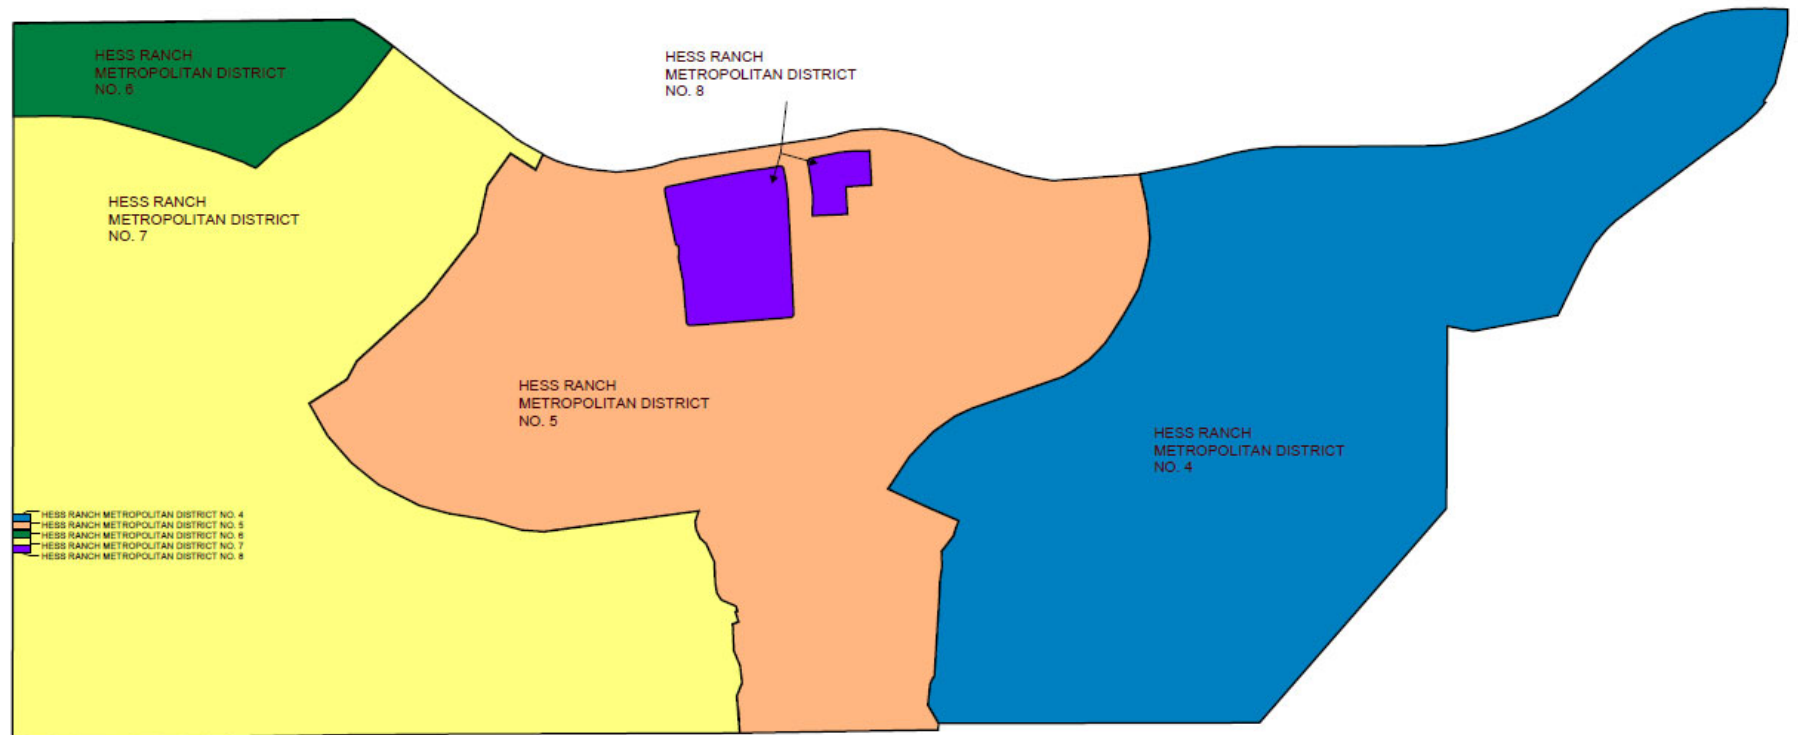 HESS RANCH
METROPOLITAN DISTRICT
NO. 6
HESS RANCH
METROPOLITAN DISTRICT
NO. 8
HESS RANCH
METROPOLITAN DISTRICT
NO. 7
HESS RANCH
METROPOLITAN DISTRICT
NO. 5
HESS RANCH
METROPOLITAN DISTRICT
NO. 4
HESS RANCH METROPOLITAN DISTRICT NO. 4
HESS RANCH METROPOLITAN DISTRICT NO. 5
HESS RANCH METROPOLITAN DISTRICT NO. 6
HESS RANCH METROPOLITAN DISTRICT NO. 7
HESS RANCH METROPOLITAN DISTRICT NO. 8